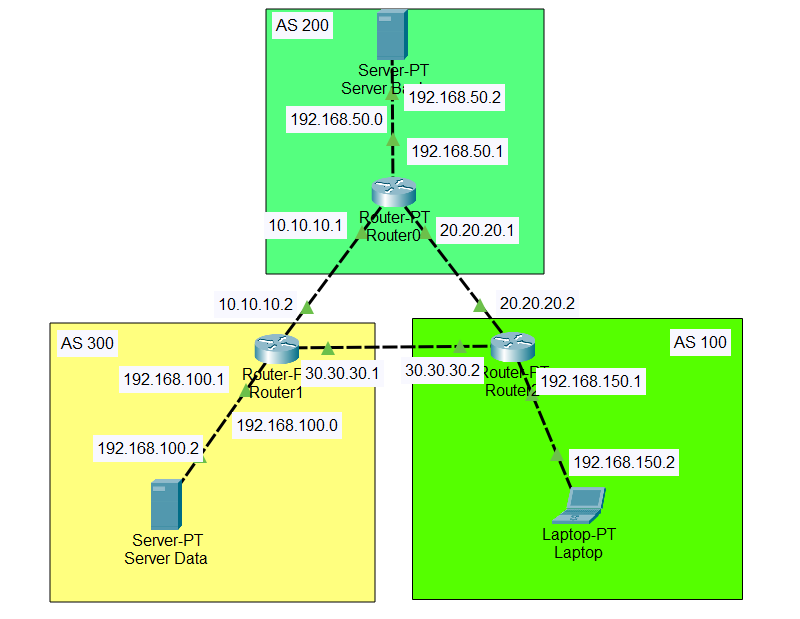 AS 200
Server-PT
Server
192.168.50.2
192.168.50.0
192.168.50.1
Router-PT
Router0
10.10.10.1
20.20.20.1
10.10.10.2
20.20.20.2
AS 300
AS 100
Router1
30.30.30.1
30.30.30.2
Router2
192.168.100.1
192.168.150.1
192.168.100.0
192.168.100.2
192.168.150.2
Server-PT
Server Data
Laptop-PT
Laptop